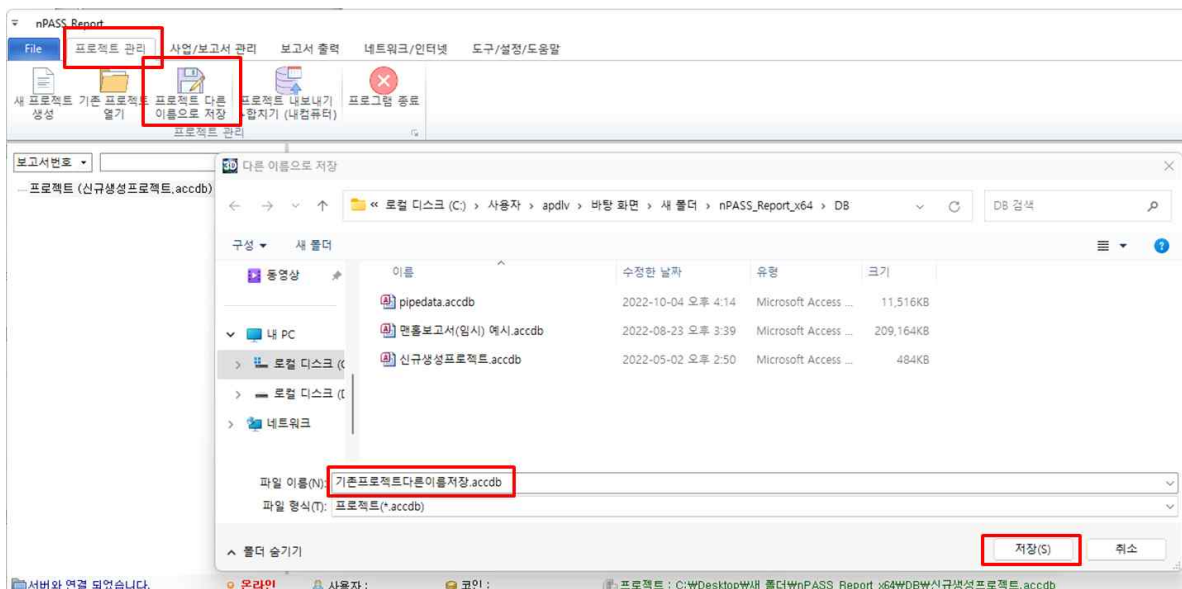 nPASS_Report
File 프로젝트 관리 사업/보고서 관리 보고서 출력 네트워크/인터넷 도구/설정/도움말
새 프로젝트 생성
기존 프로젝트 열기
프로젝트 다른 이름으로 저장
프로젝트 내보내기
합치기 (내컴퓨터)
프로그램 종료
프로젝트 관리
보고서번호
프로젝트 (신규생성프로젝트.accdb)
3D 다른 이름으로 저장
« 로컬 디스크 (C:) › 사용자 › apdlv › 바탕 화면 › 새 폴더 › nPASS_Report_x64 › DB
DB 검색
구성 새 폴더
동영상
내 PC
로컬 디스크
로컬 디스크
네트워크
이름 수정한 날짜 유형 크기
pipedata.accdb 2022-10-04 오후 4:14 Microsoft Access ... 11,516KB
맨홀보고서(임시) 예시.accdb 2022-08-23 오후 3:39 Microsoft Access ... 209,164KB
신규생성프로젝트.accdb 2022-05-02 오후 2:50 Microsoft Access ... 484KB
파일 이름(N): 기존프로젝트다른이름저장.accdb
파일 형식(T): 프로젝트(*.accdb)
폴더 숨기기 저장(S) 취소
서버와 연결 되었습니다. 온라인 사용자 : 코인 : 프로젝트 : C:₩Desktop₩새 폴더₩nPASS_Report_x64₩DB₩신규생성프로젝트.accdb